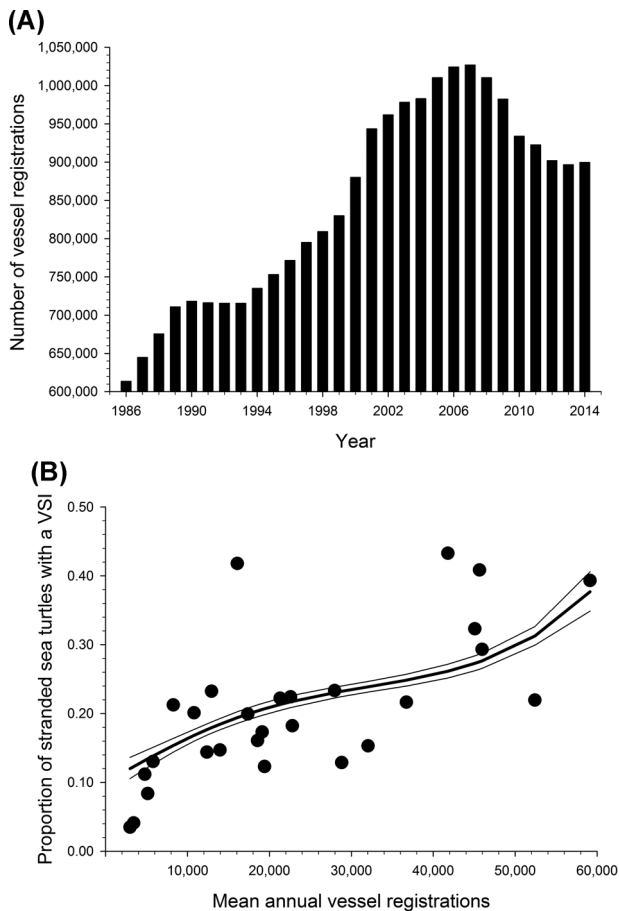 (A)
Number of vessel registrations
1,050,000
1,000,000
950,000
900,000
850,000
800,000
750,000
700,000
650,000
600,000
1986 1990 1994 1998 2002 2006 2010 2014
Year
(B)
Proportion of stranded sea turtles with a VSI
0.50
0.40
0.30
0.20
0.10
0.00
10,000 20,000 30,000 40,000 50,000 60,000
Mean annual vessel registrations